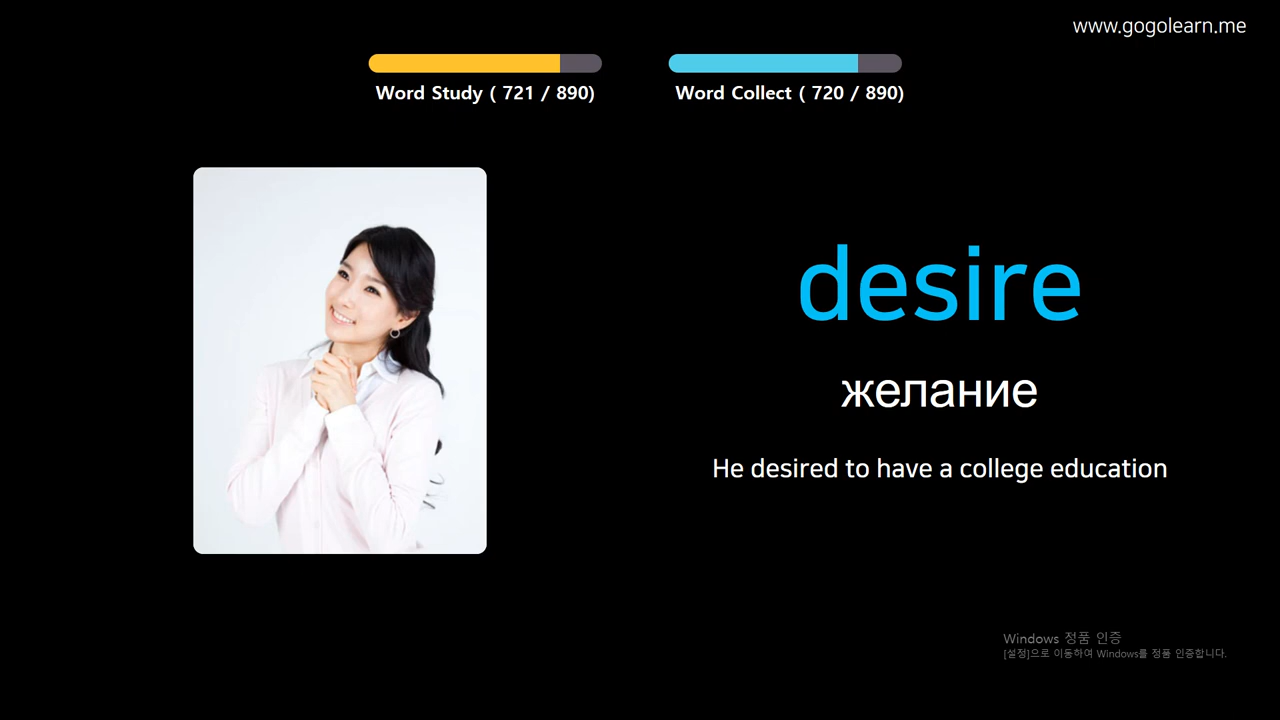 www.gogolearn.me
Word Study ( 721 / 890)
Word Collect ( 720 / 890)
desire
желание
He desired to have a college education
Windows 정품 인증
[설정]으로 이동하여 Windows를 정품 인증합니다.